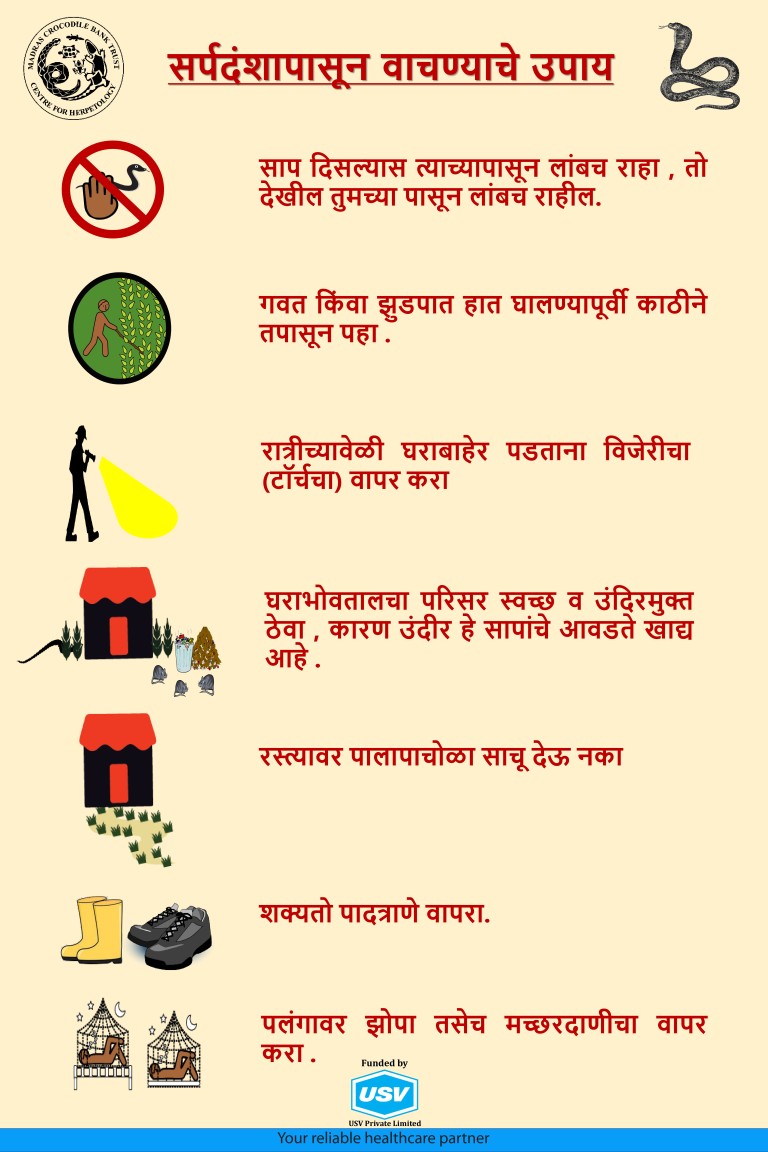 MADRAS CROCODILE BANK TRUST
CENTRE FOR HERPETOLOGY
सर्पदंशापासून वाचण्याचे उपाय
साप दिसल्यास त्याच्यापासून लांबच राहा , तो
देखील तुमच्या पासून लांबच राहील.
गवत किंवा झुडपात हात घालण्यापूर्वी काठीने
तपासून पहा .
रात्रीच्यावेळी घराबाहेर पडताना विजेरीचा
(टॉर्चचा) वापर करा
घराभोवतालचा परिसर स्वच्छ व उंदिरमुक्त
ठेवा , कारण उंदीर हे सापांचे आवडते खाद्य
आहे .
रस्त्यावर पालापाचोळा साचू देऊ नका
शक्यतो पादत्राणे वापरा.
पलंगावर झोपा तसेच मच्छरदाणीचा वापर
करा .
Funded by
USV
USV Private Limited
Your reliable healthcare partner